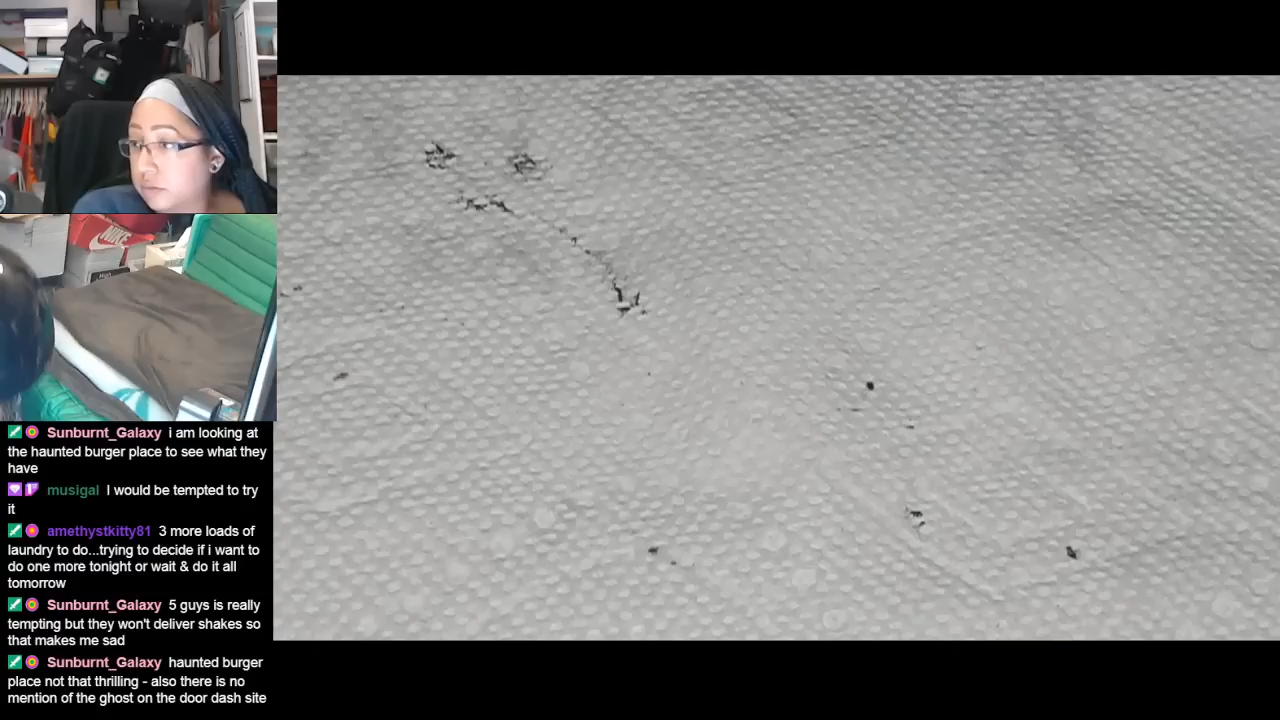 NIKE
Sunburnt_Galaxy i am looking at
the haunted burger place to see what they
have
musigal I would be tempted to try
it
amethystkitty81 3 more loads of
laundry to do...trying to decide if i want to
do one more tonight or wait & do it all
tomorrow
Sunburnt_Galaxy 5 guys is really
tempting but they won't deliver shakes so
that makes me sad
Sunburnt_Galaxy haunted burger
place not that thrilling - also there is no
mention of the ghost on the door dash site